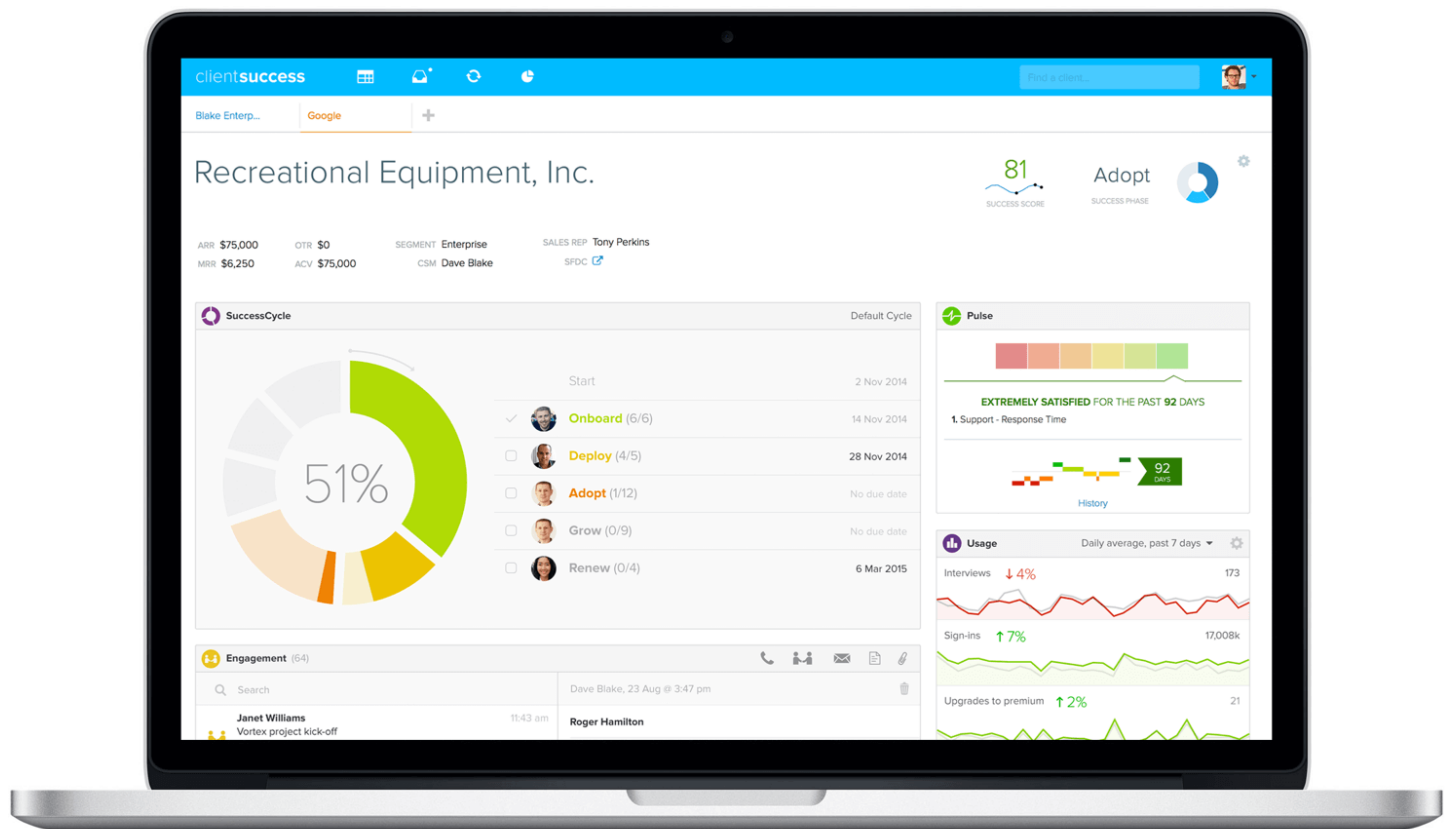 clientsuccess
Find a client...
Blake Enterp...
Google
Recreational Equipment, Inc.
81
SUCCESS SCORE
Adopt
SUCCESS PHASE
ARR $75,000
OTR $0
SEGMENT Enterprise
SALES REP Tony Perkins
MRR $6,250
ACV $75,000
CSM Dave Blake
SFDC
SuccessCycle
Default Cycle
51%
Start
2 Nov 2014
Onboard (6/6)
14 Nov 2014
Deploy (4/5)
28 Nov 2014
Adopt (1/12)
No due date
Grow (0/9)
No due date
Renew (0/4)
6 Mar 2015
Pulse
EXTREMELY SATISFIED FOR THE PAST 92 DAYS
1. Support - Response Time
92
DAYS
History
Usage
Daily average, past 7 days
Interviews
4%
173
Sign-ins
7%
17,008k
Upgrades to premium
2%
21
Engagement (64)
Search
Dave Blake, 23 Aug @ 3:47 pm
Janet Williams
11:43 am
Vortex project kick-off
Roger Hamilton